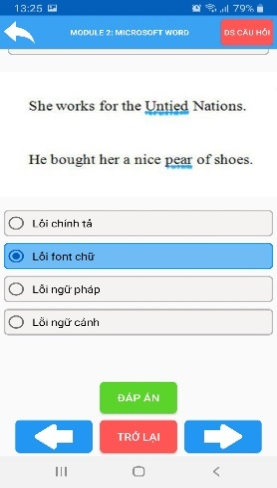 13:25 79%
MODULE 2: MICROSOFT WORD
DS CÂU HỎI
She works for the Untied Nations.
He bought her a nice pear of shoes.
Lỗi chính tả
Lỗi font chữ
Lỗi ngữ pháp
Lỗi ngữ cảnh
ĐÁP ÁN
TRỞ LẠI